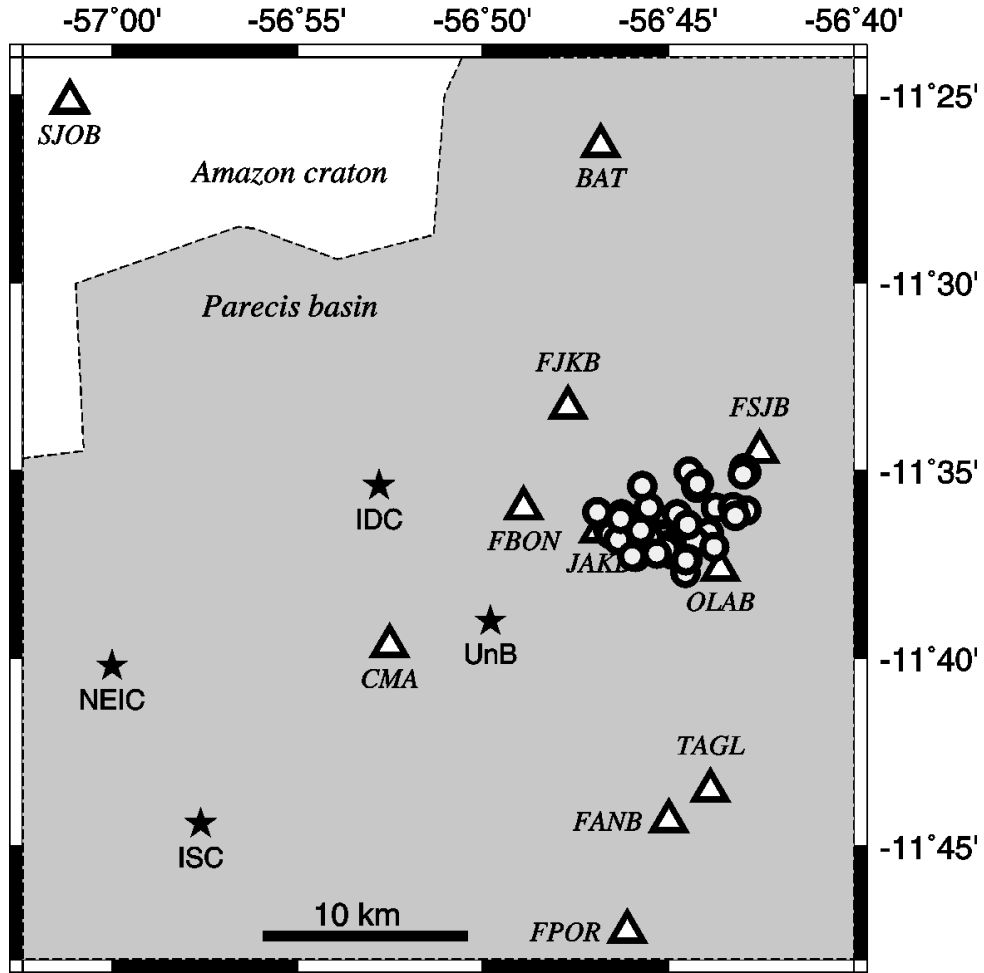 -57˚00' -56˚55' -56˚50' -56˚45' -56˚40'
-11˚25'
SJOB
BAT
Amazon craton
-11˚30'
Parecis basin
FJKB
FSJB
-11˚35'
IDC
FBON
JAKB
OLAB
UnB
-11˚40'
CMA
NEIC
TAGL
FANB
-11˚45'
ISC
10 km
FPOR